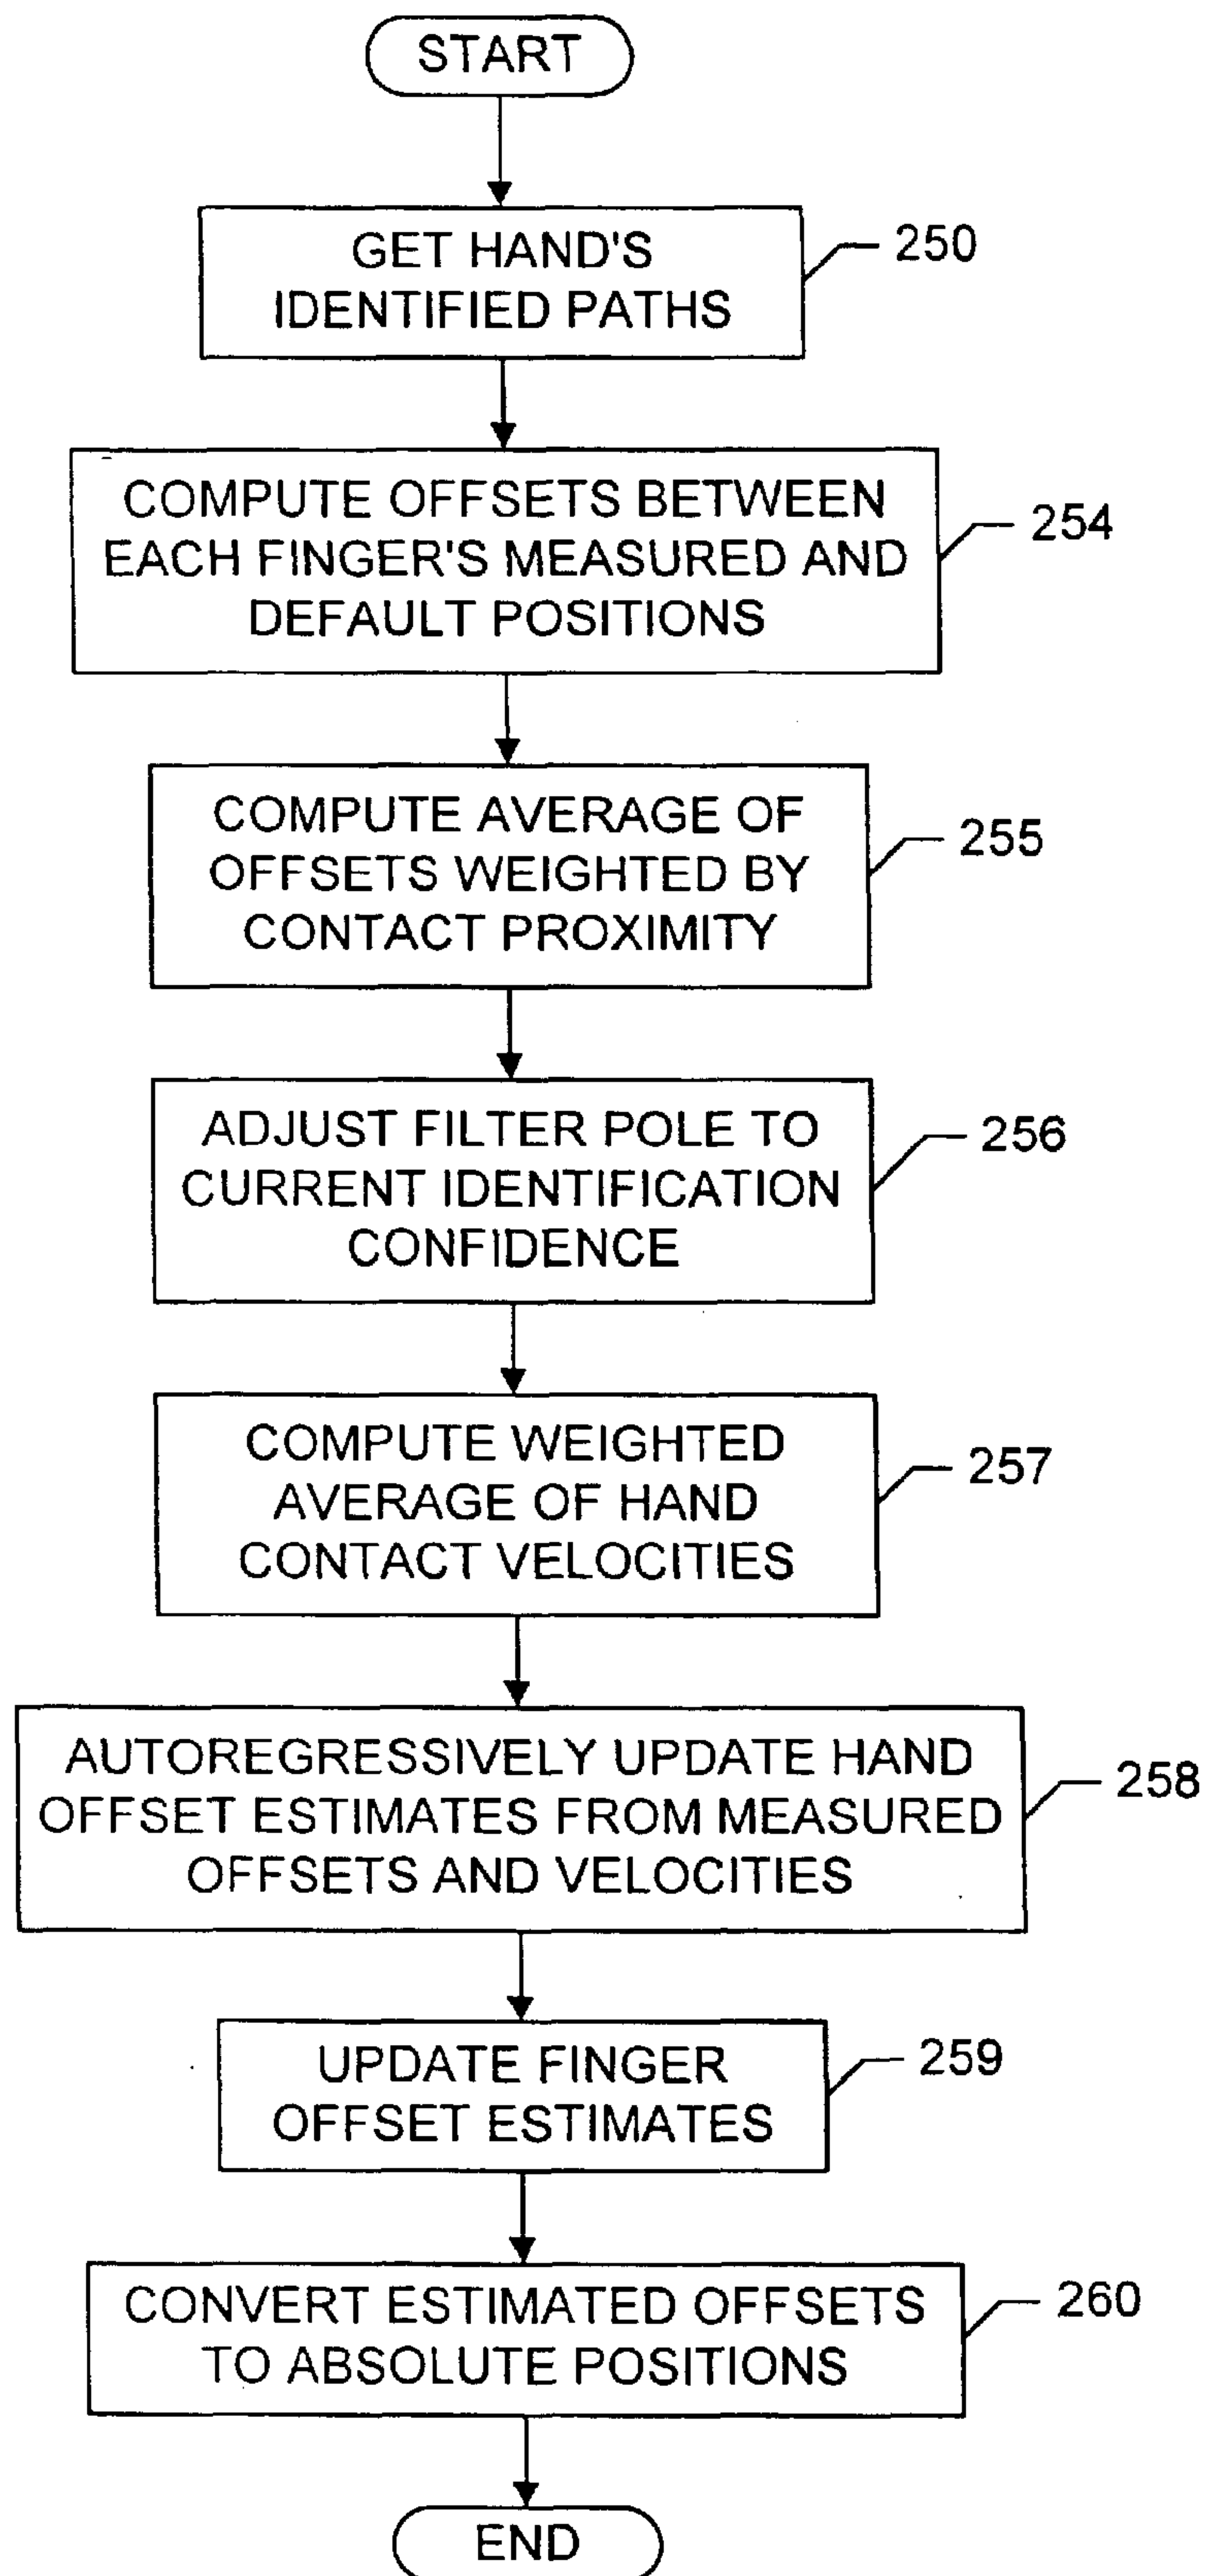 START
GET HAND'S
IDENTIFIED PATHS
250
COMPUTE OFFSETS BETWEEN
EACH FINGER'S MEASURED AND
DEFAULT POSITIONS
254
COMPUTE AVERAGE OF
OFFSETS WEIGHTED BY
CONTACT PROXIMITY
255
ADJUST FILTER POLE TO
CURRENT IDENTIFICATION
CONFIDENCE
256
COMPUTE WEIGHTED
AVERAGE OF HAND
CONTACT VELOCITIES
257
AUTOREGRESSIVELY UPDATE HAND
OFFSET ESTIMATES FROM MEASURED
OFFSETS AND VELOCITIES
258
UPDATE FINGER
OFFSET ESTIMATES
259
CONVERT ESTIMATED OFFSETS
TO ABSOLUTE POSITIONS
260
END